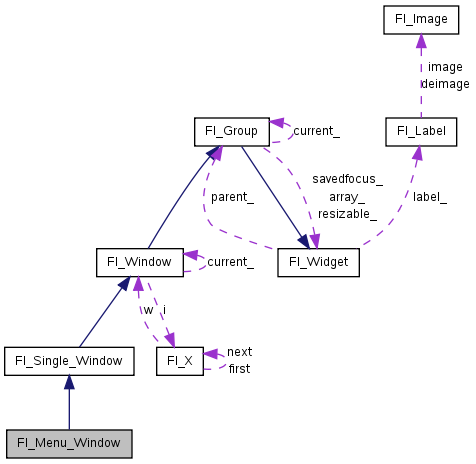 Fl_Image
image
deimage
Fl_Group
current_
Fl_Label
savedfocus_
array_
resizable_
parent_
label_
Fl_Window
current_
Fl_Widget
w
i
Fl_Single_Window
Fl_X
next
first
Fl_Menu_Window